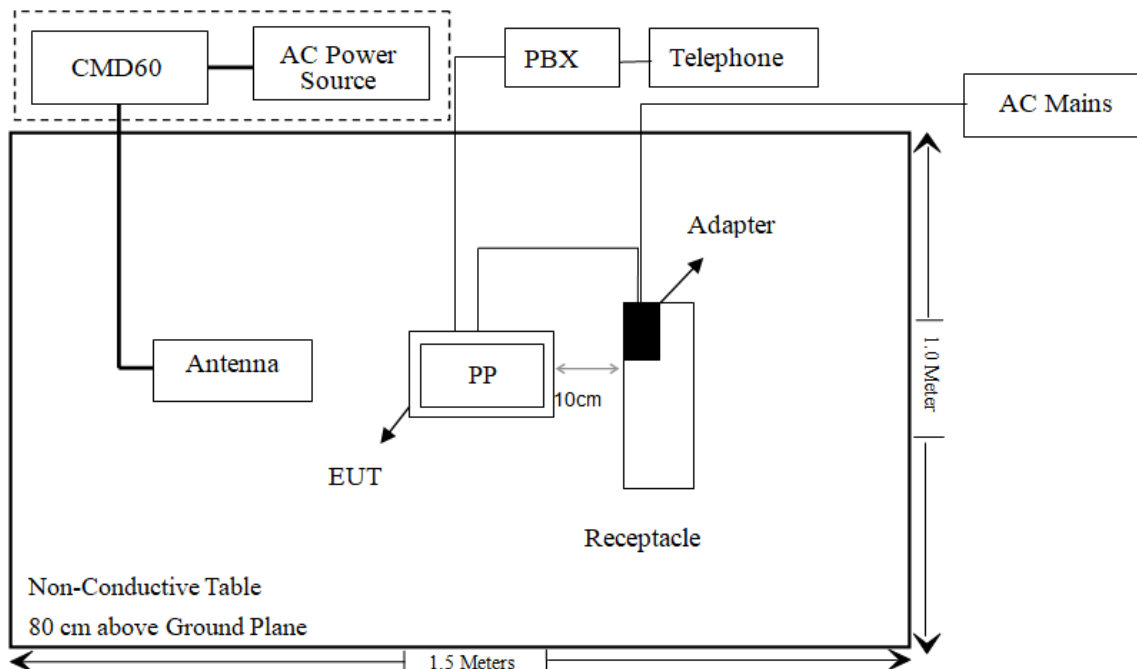 CMD60
AC Power
Source
PBX
Telephone
AC Mains
Adapter
Antenna
PP
10cm
EUT
Receptacle
1.0 Meter
Non-Conductive Table
80 cm above Ground Plane
1.5 Meters